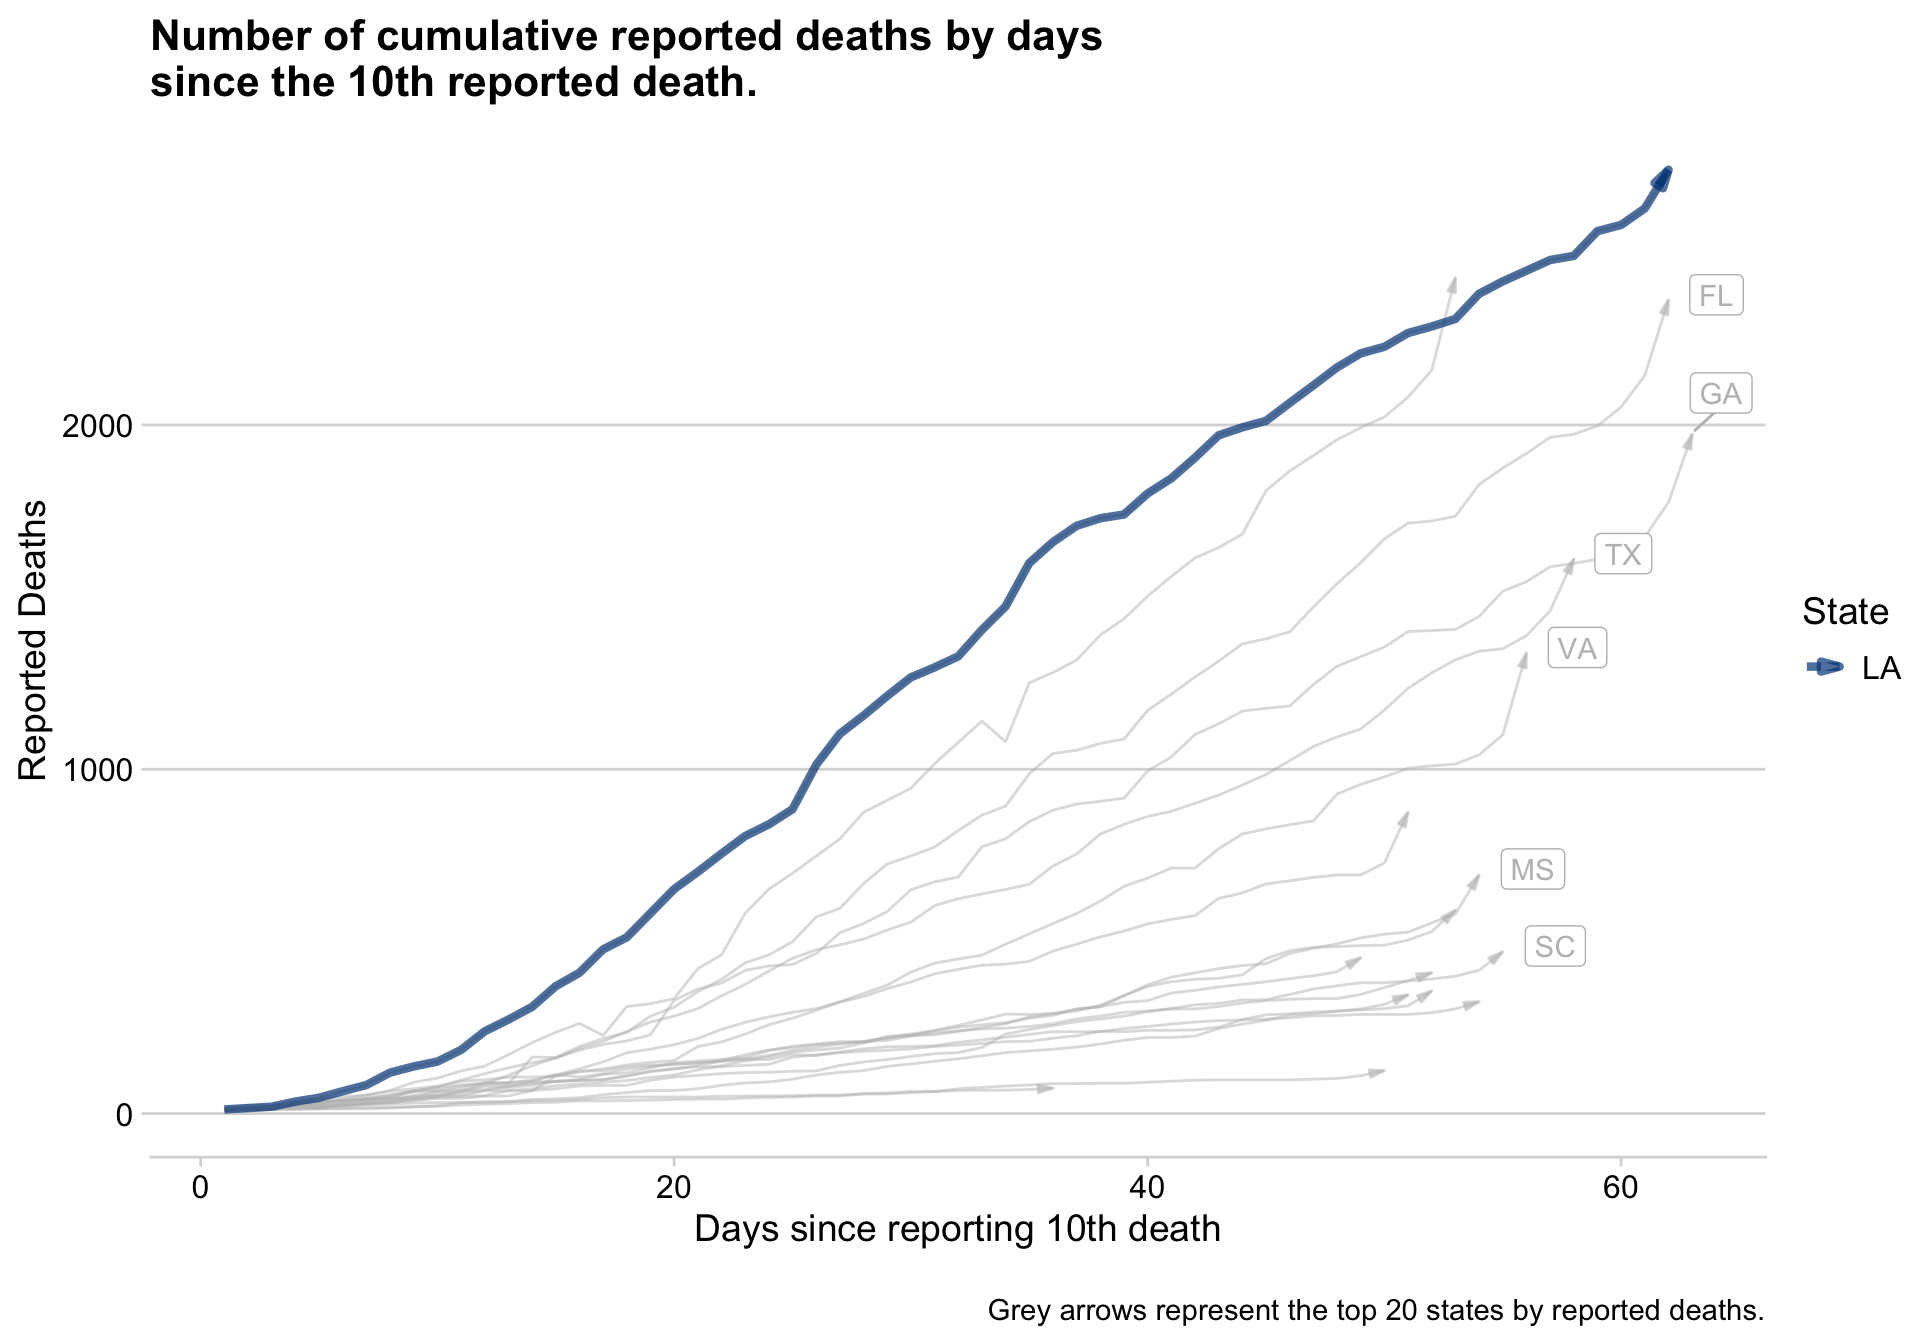 Number of cumulative reported deaths by days
since the 10th reported death.
FL
GA
2000
TX
VA
State
LA
Reported Deaths
1000
MS
SC
0
0 20 40 60
Days since reporting 10th death
Grey arrows represent the top 20 states by reported deaths.